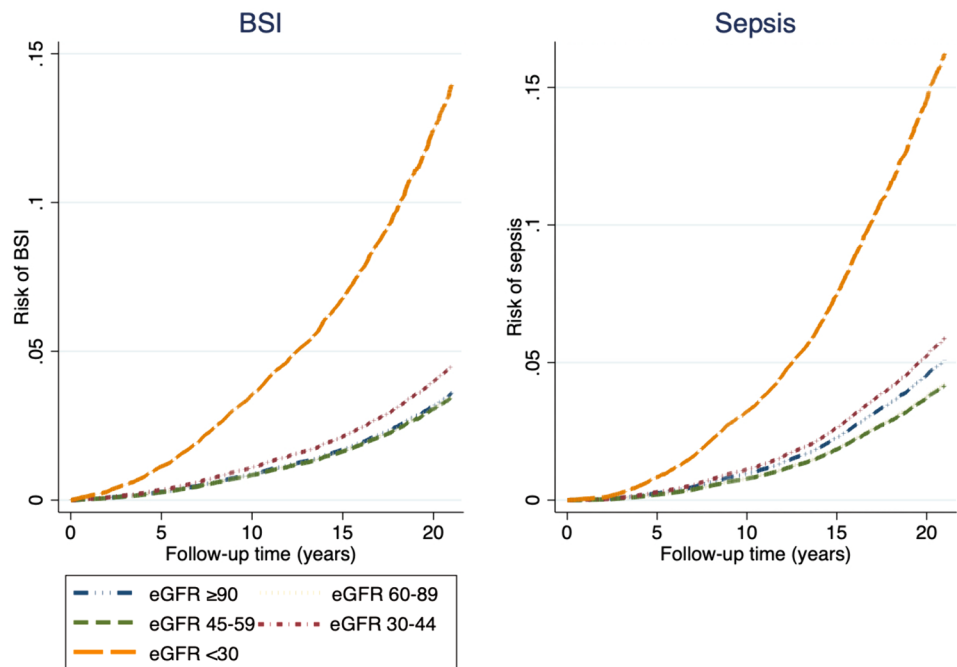 BSI
Risk of BSI
.15
.1
.05
0
0 5 10 15 20
Follow-up time (years)
Sepsis
Risk of sepsis
.15
.1
.05
0
0 5 10 15 20
Follow-up time (years)
eGFR ≥90 eGFR 60-89
eGFR 45-59 eGFR 30-44
eGFR <30